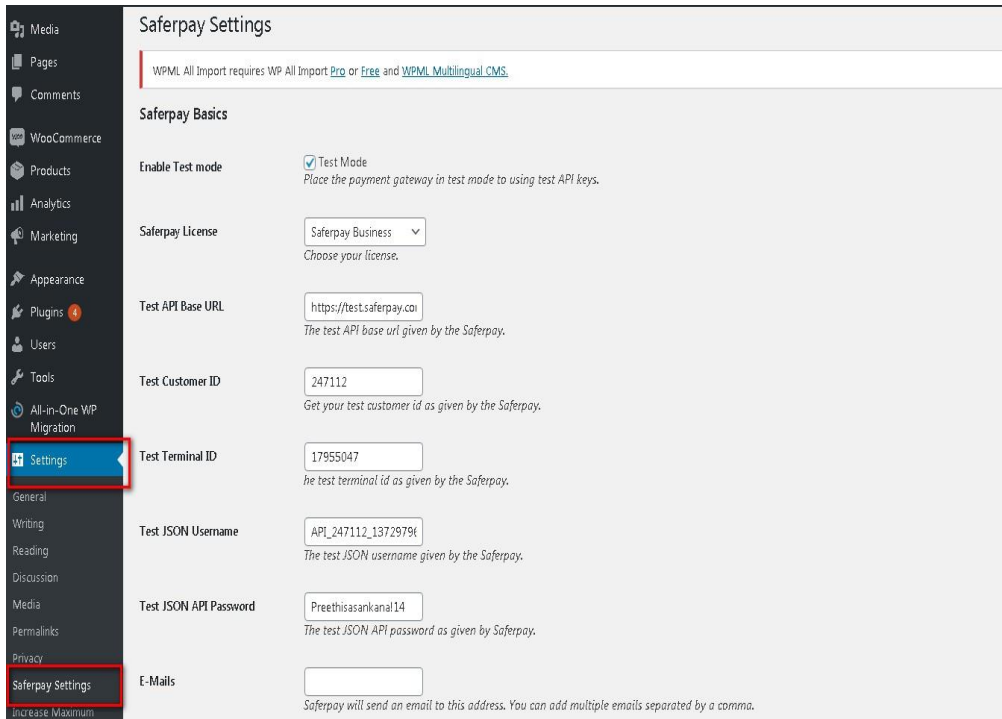 Media
Pages
Comments
WooCommerce
Products
Analytics
Marketing
Appearance
Plugins 4
Users
Tools
All-in-One WP
Migration
Settings
General
Writing
Reading
Discussion
Media
Permalinks
Privacy
Saferpay Settings
Increase Maximum
Saferpay Settings
WPML All Import requires WP All Import Pro or Free and WPML Multilingual CMS.
Saferpay Basics
Enable Test mode
Test Mode
Place the payment gateway in test mode to using test API keys.
Saferpay License
Saferpay Business
Choose your license.
Test API Base URL
https://test.saferpay.co
The test API base url given by the Saferpay.
Test Customer ID
247112
Get your test customer id as given by the Saferpay.
Test Terminal ID
17955047
he test terminal id as given by the Saferpay.
Test JSON Username
API_247112_1372979
The test JSON username given by the Saferpay.
Test JSON API Password
Preethisasankana!14
The test JSON API password as given by Saferpay.
E-Mails
Saferpay will send an email to this address. You can add multiple emails separated by a comma.